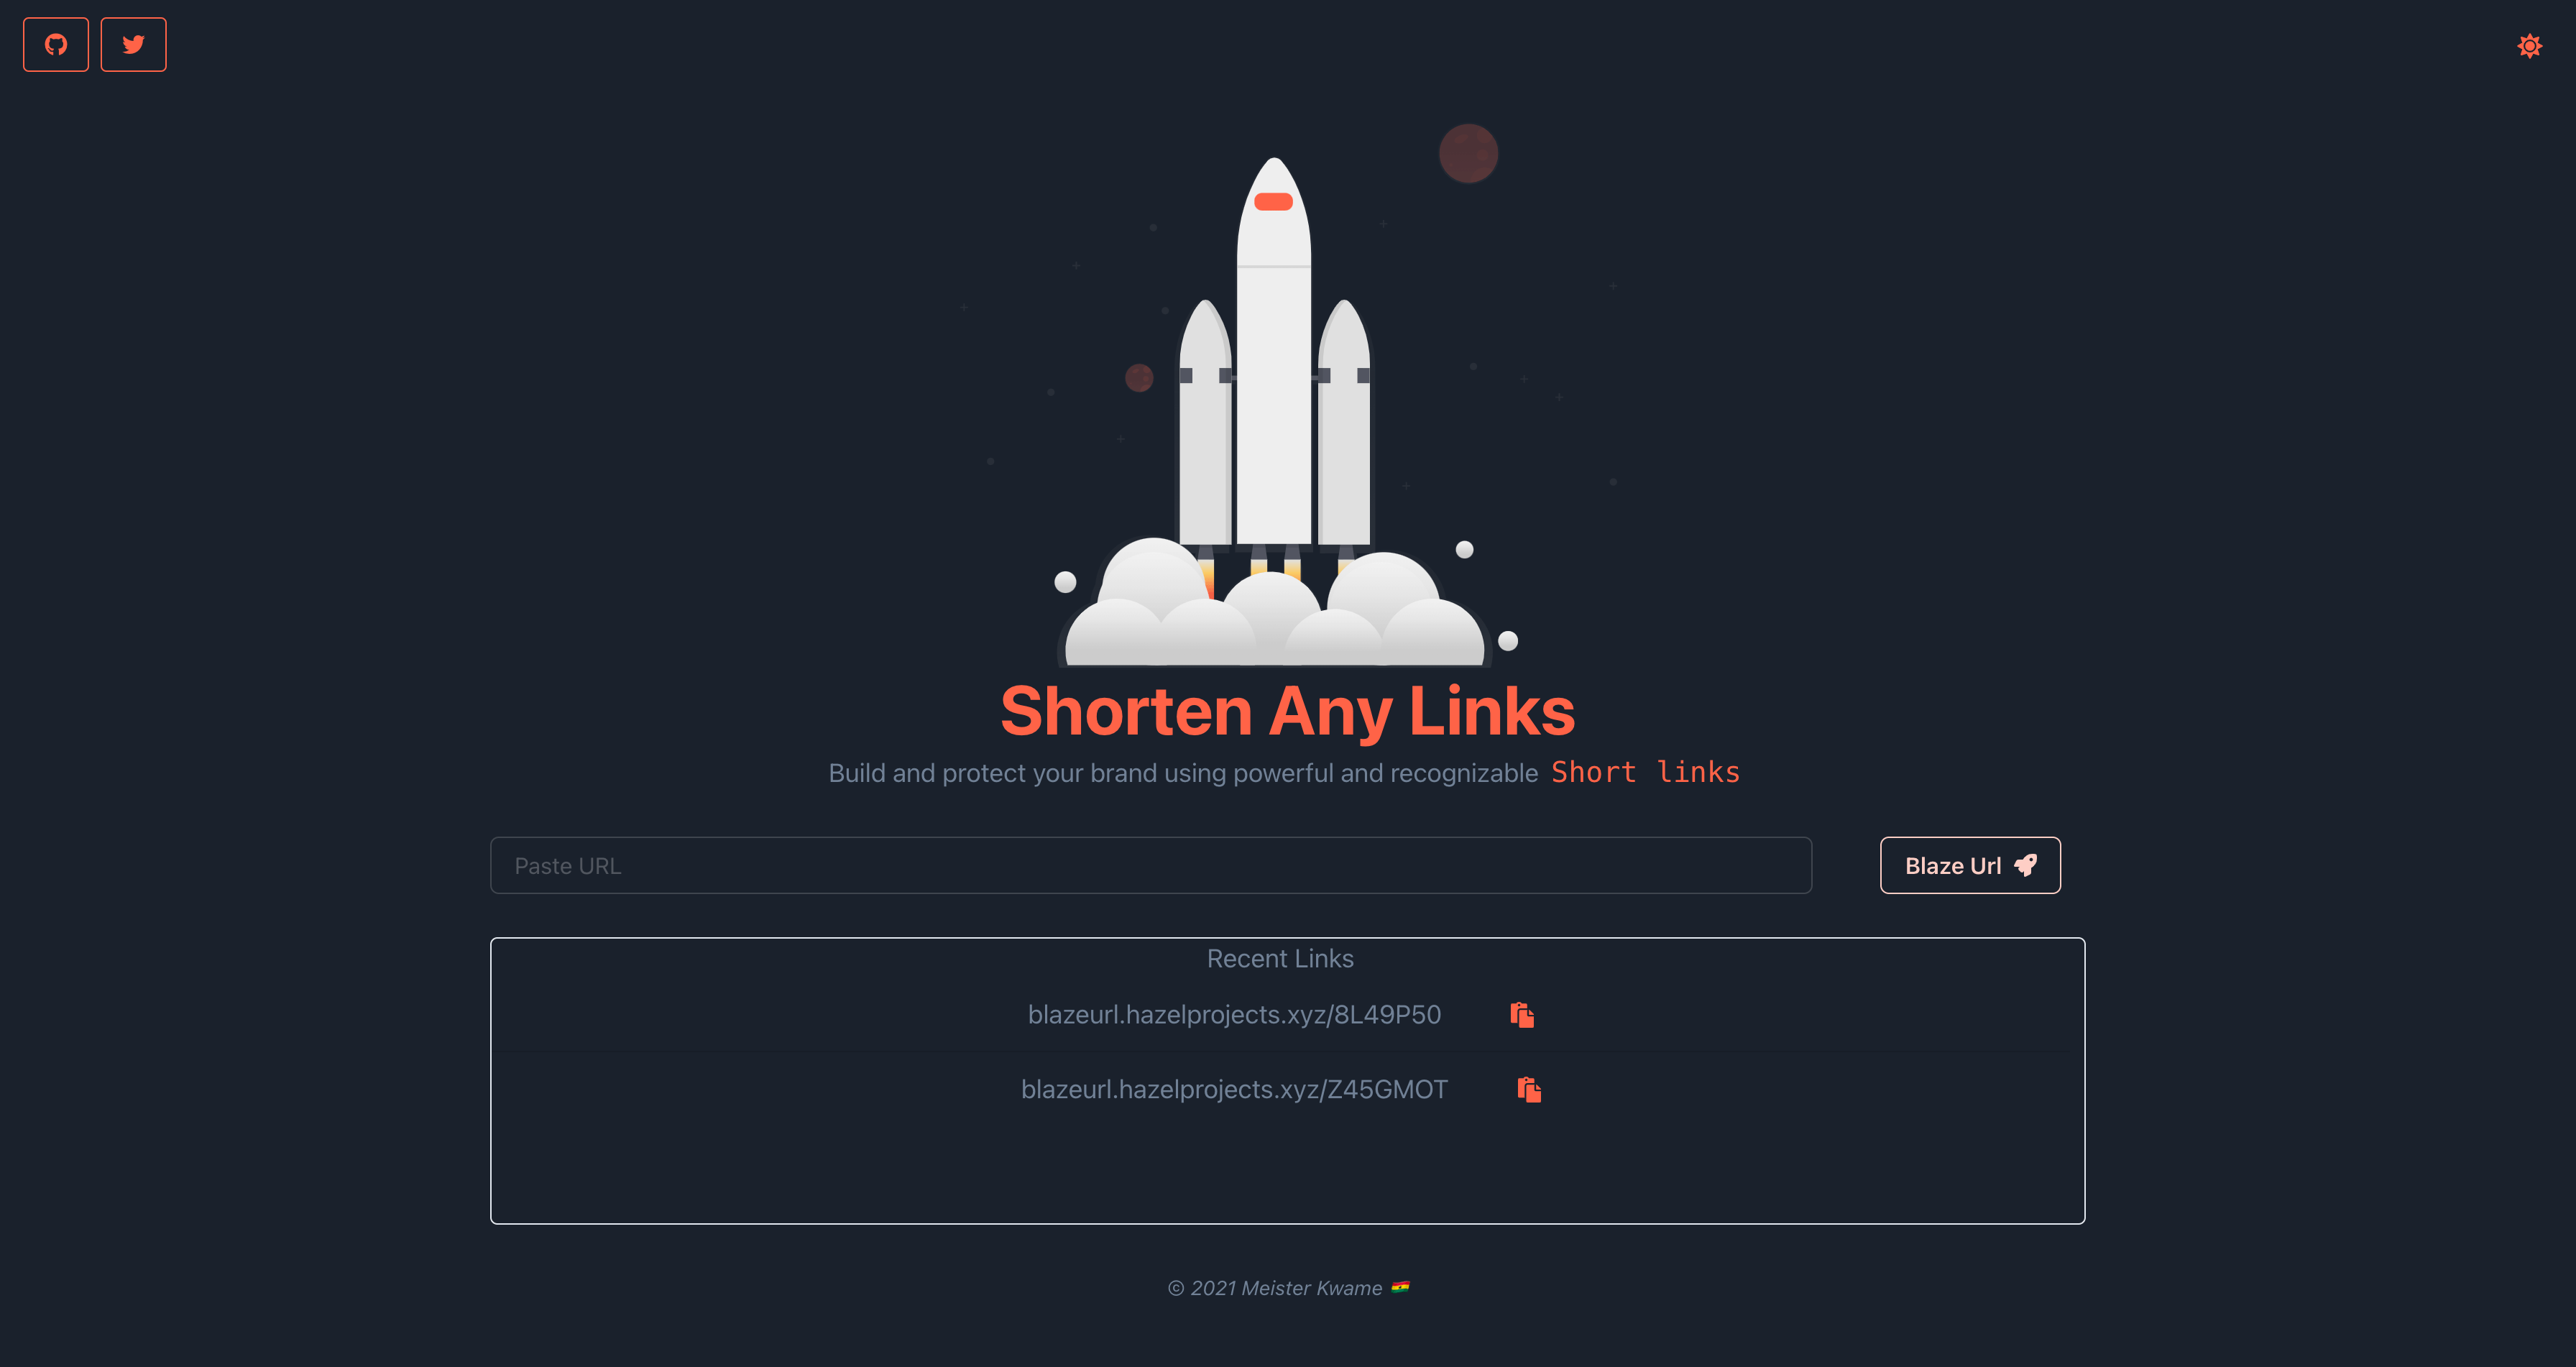 Shorten Any Links
Build and protect your brand using powerful and recognizable Short links
Paste URL
Blaze Url
Recent Links
blazeurl.hazelprojects.xyz/8L49P50
blazeurl.hazelprojects.xyz/Z45GMOT
© 2021 Meister Kwame 🇬🇭